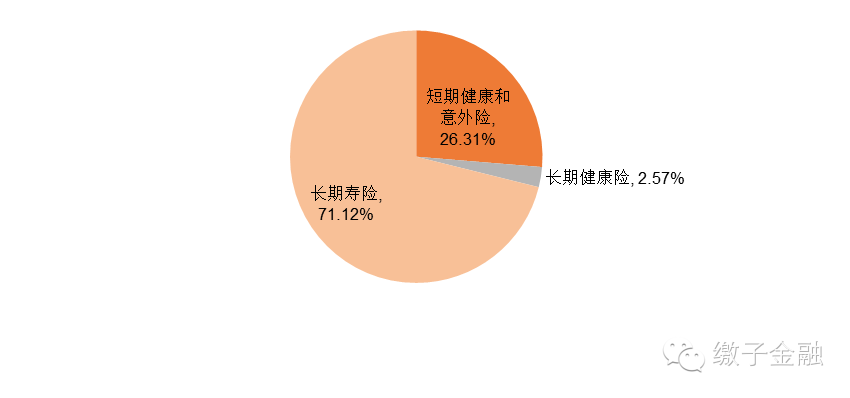 短期健康和
意外险,
26.31%
长期健康险, 2.57%
长期寿险,
71.12%
缴子金融